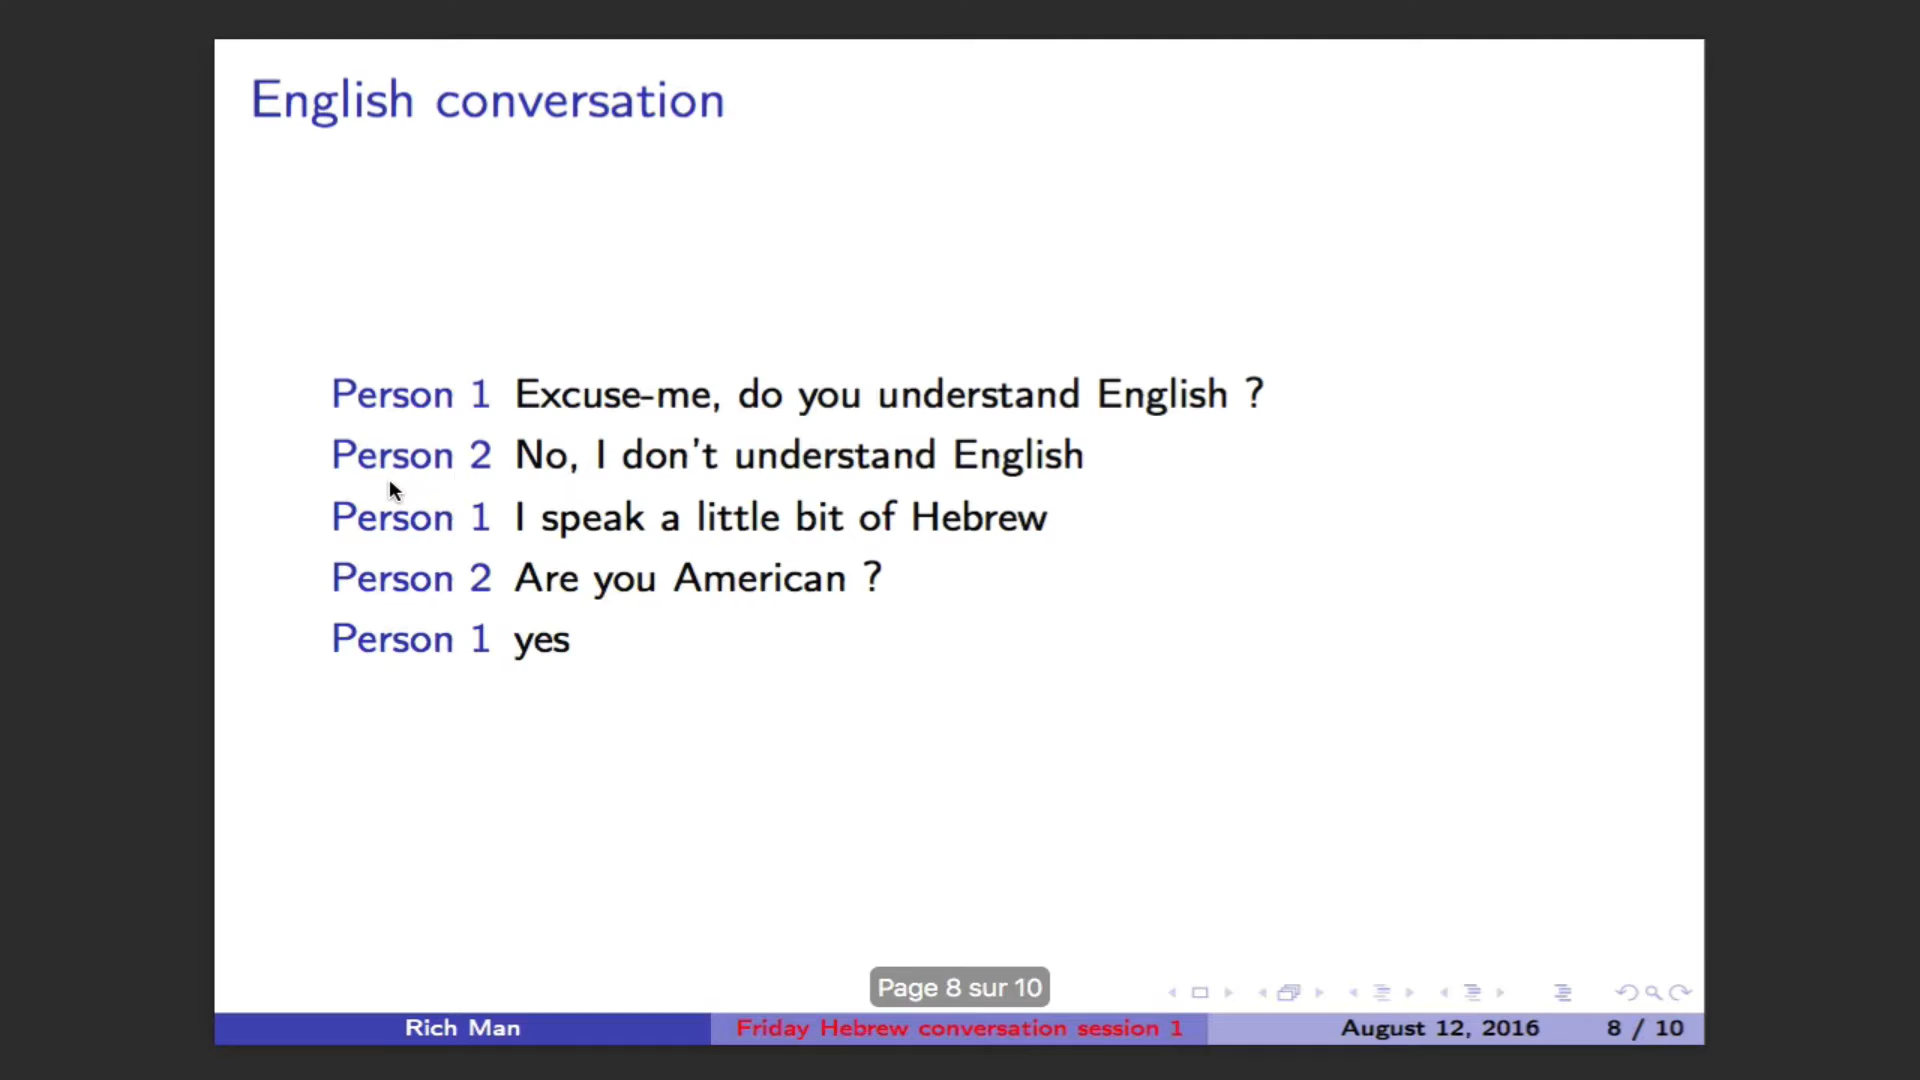 English conversation
Person 1 Excuse-me, do you understand English ?
Person 2 No, I don't understand English
Person 1 I speak a little bit of Hebrew
Person 2 Are you American ?
Person 1 yes
Page 8 sur 10
Rich Man Friday Hebrew conversation session 1 August 12, 2016 8 / 10